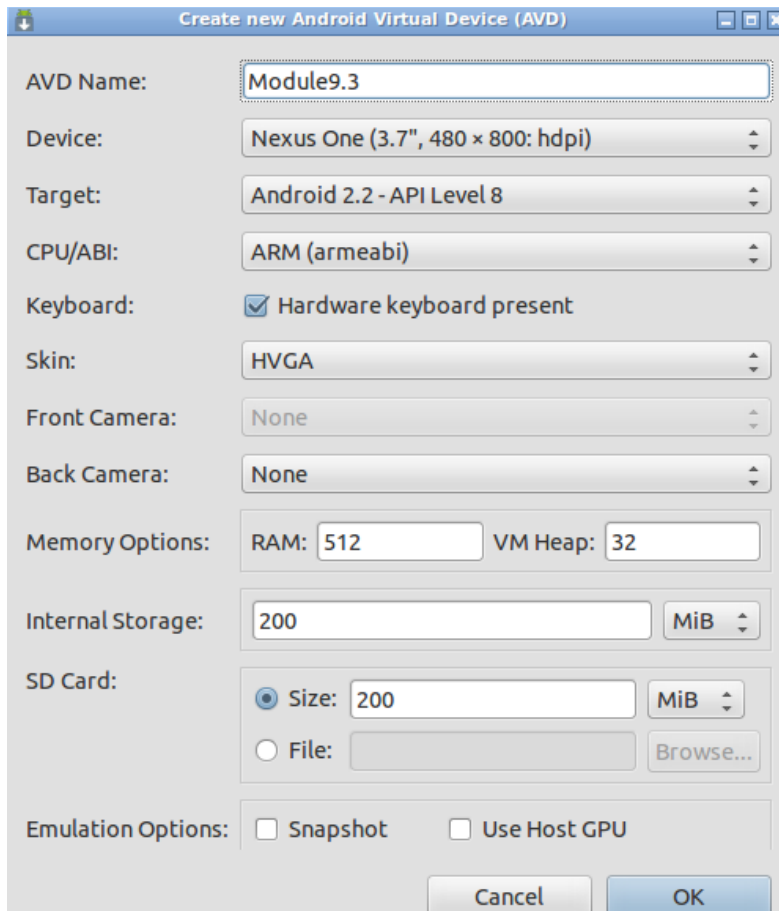 Create new Android Virtual Device (AVD)
AVD Name: Module9.3
Device: Nexus One (3.7", 480 × 800: hdpi)
Target: Android 2.2 - API Level 8
CPU/ABI: ARM (armeabi)
Keyboard: Hardware keyboard present
Skin: HVGA
Front Camera: None
Back Camera: None
Memory Options: RAM: 512 VM Heap: 32
Internal Storage: 200 MiB
SD Card:
Size: 200 MiB
File: Browse...
Emulation Options: Snapshot Use Host GPU
Cancel OK